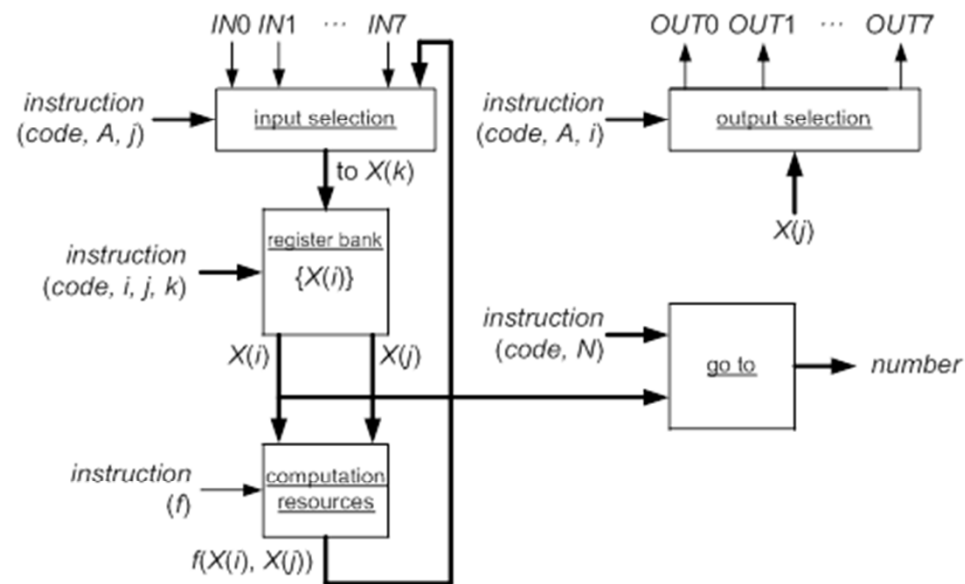 IN0 IN1 ··· IN7
instruction
(code, A, j)
input selection
to X(k)
instruction
(code, i, j, k)
register bank
{X(i)}
X(i)
X(j)
instruction
(f)
computation
resources
f(X(i), X(j))
OUT0 OUT1 ··· OUT7
instruction
(code, A, i)
output selection
X(j)
instruction
(code, N)
go to
number